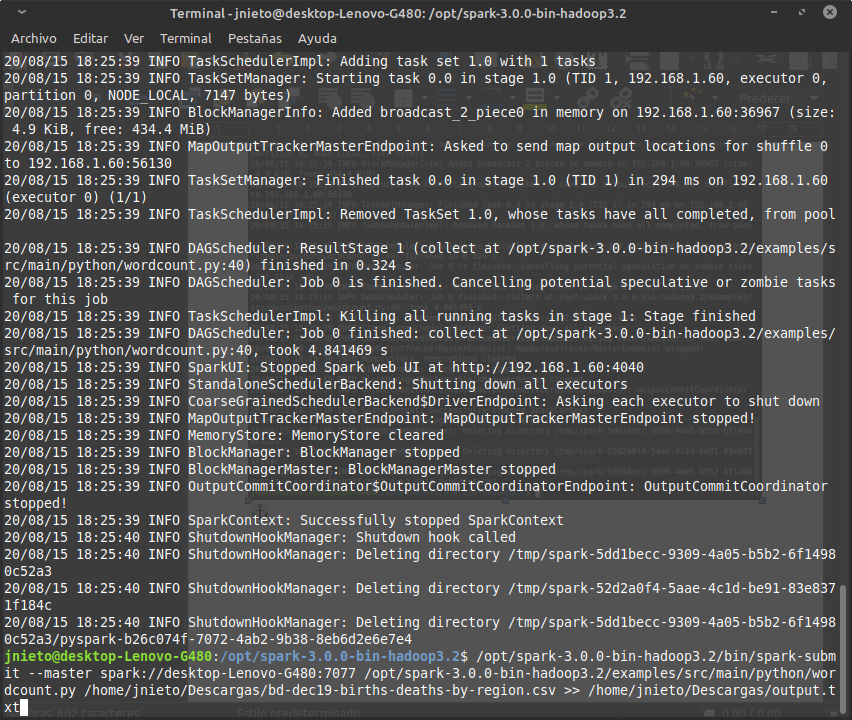 Terminal - jnieto@desktop-Lenovo-G480: /opt/spark-3.0.0-bin-hadoop3.2
Archivo Editar Ver Terminal Pestañas Ayuda
20/08/15 18:25:39 INFO TaskSchedulerImpl: Adding task set 1.0 with 1 tasks
20/08/15 18:25:39 INFO TaskSetManager: Starting task 0.0 in stage 1.0 (TID 1, 192.168.1.60, executor 0,
partition 0, NODE_LOCAL, 7147 bytes)
20/08/15 18:25:39 INFO BlockManagerInfo: Added broadcast_2_piece0 in memory on 192.168.1.60:36967 (size:
4.9 KiB, free: 434.4 MiB)
20/08/15 18:25:39 INFO MapOutputTrackerMasterEndpoint: Asked to send map output locations for shuffle 0
to 192.168.1.60:56130
20/08/15 18:25:39 INFO TaskSetManager: Finished task 0.0 in stage 1.0 (TID 1) in 294 ms on 192.168.1.60
(executor 0) (1/1)
20/08/15 18:25:39 INFO TaskSchedulerImpl: Removed TaskSet 1.0, whose tasks have all completed, from pool
20/08/15 18:25:39 INFO DAGScheduler: ResultStage 1 (collect at /opt/spark-3.0.0-bin-hadoop3.2/examples/s
rc/main/python/wordcount.py:40) finished in 0.324 s
20/08/15 18:25:39 INFO DAGScheduler: Job 0 is finished. Cancelling potential speculative or zombie tasks
for this job
20/08/15 18:25:39 INFO TaskSchedulerImpl: Killing all running tasks in stage 1: Stage finished
20/08/15 18:25:39 INFO DAGScheduler: Job 0 finished: collect at /opt/spark-3.0.0-bin-hadoop3.2/examples/
src/main/python/wordcount.py:40, took 4.841469 s
20/08/15 18:25:39 INFO SparkUI: Stopped Spark web UI at http://192.168.1.60:4040
20/08/15 18:25:39 INFO StandaloneSchedulerBackend: Shutting down all executors
20/08/15 18:25:39 INFO CoarseGrainedSchedulerBackend$DriverEndpoint: Asking each executor to shut down
20/08/15 18:25:39 INFO MapOutputTrackerMasterEndpoint: MapOutputTrackerMasterEndpoint stopped!
20/08/15 18:25:39 INFO MemoryStore: MemoryStore cleared
20/08/15 18:25:39 INFO BlockManager: BlockManager stopped
20/08/15 18:25:39 INFO BlockManagerMaster: BlockManagerMaster stopped
20/08/15 18:25:39 INFO OutputCommitCoordinator$OutputCommitCoordinatorEndpoint: OutputCommitCoordinator
stopped!
20/08/15 18:25:39 INFO SparkContext: Successfully stopped SparkContext
20/08/15 18:25:40 INFO ShutdownHookManager: Shutdown hook called
20/08/15 18:25:40 INFO ShutdownHookManager: Deleting directory /tmp/spark-5dd1becc-9309-4a05-b5b2-6f1498
0c52a3
20/08/15 18:25:40 INFO ShutdownHookManager: Deleting directory /tmp/spark-52d2a0f4-5aae-4c1d-be91-83e837
1f184c
20/08/15 18:25:40 INFO ShutdownHookManager: Deleting directory /tmp/spark-5dd1becc-9309-4a05-b5b2-6f1498
0c52a3/pyspark-b26c074f-7072-4ab2-9b38-8eb6d2e6e7e4
jnieto@desktop-Lenovo-G480:/opt/spark-3.0.0-bin-hadoop3.2$ /opt/spark-3.0.0-bin-hadoop3.2/bin/spark-subm
it --master spark://desktop-Lenovo-G480:7077 /opt/spark-3.0.0-bin-hadoop3.2/examples/src/main/python/wor
dcount.py /home/jnieto/Descargas/bd-dec19-births-deaths-by-region.csv >> /home/jnieto/Descargas/output.t
xt